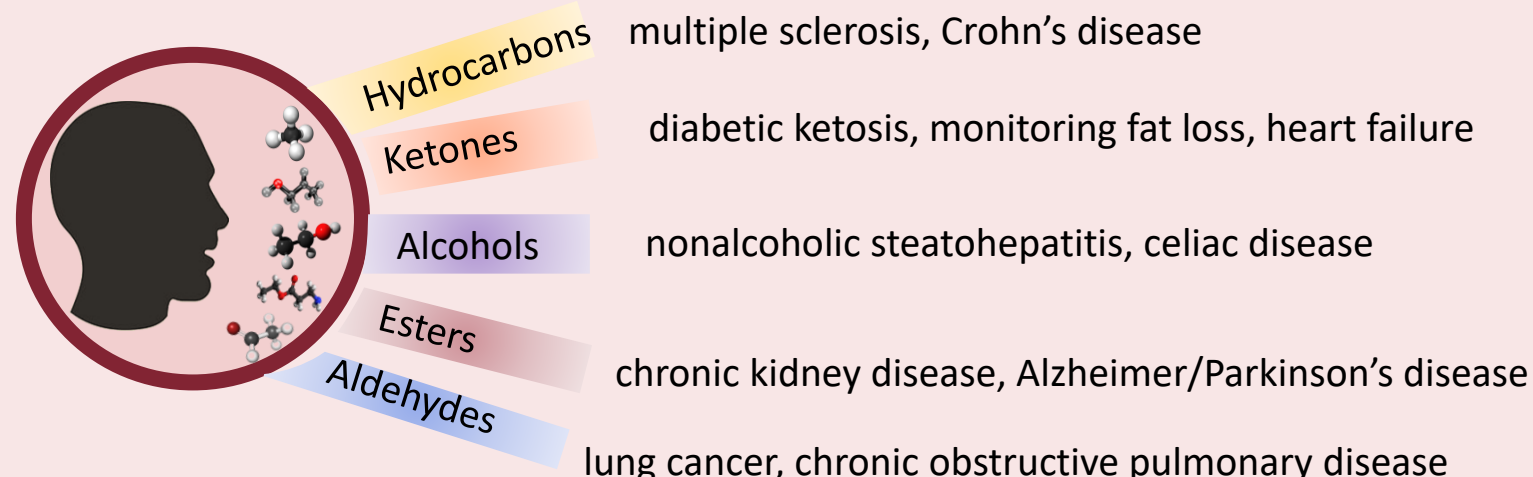 Hydrocarbons
multiple sclerosis, Crohn’s disease
Ketones
diabetic ketosis, monitoring fat loss, heart failure
Alcohols
nonalcoholic steatohepatitis, celiac disease
Esters
chronic kidney disease, Alzheimer/Parkinson’s disease
Aldehydes
lung cancer, chronic obstructive pulmonary disease